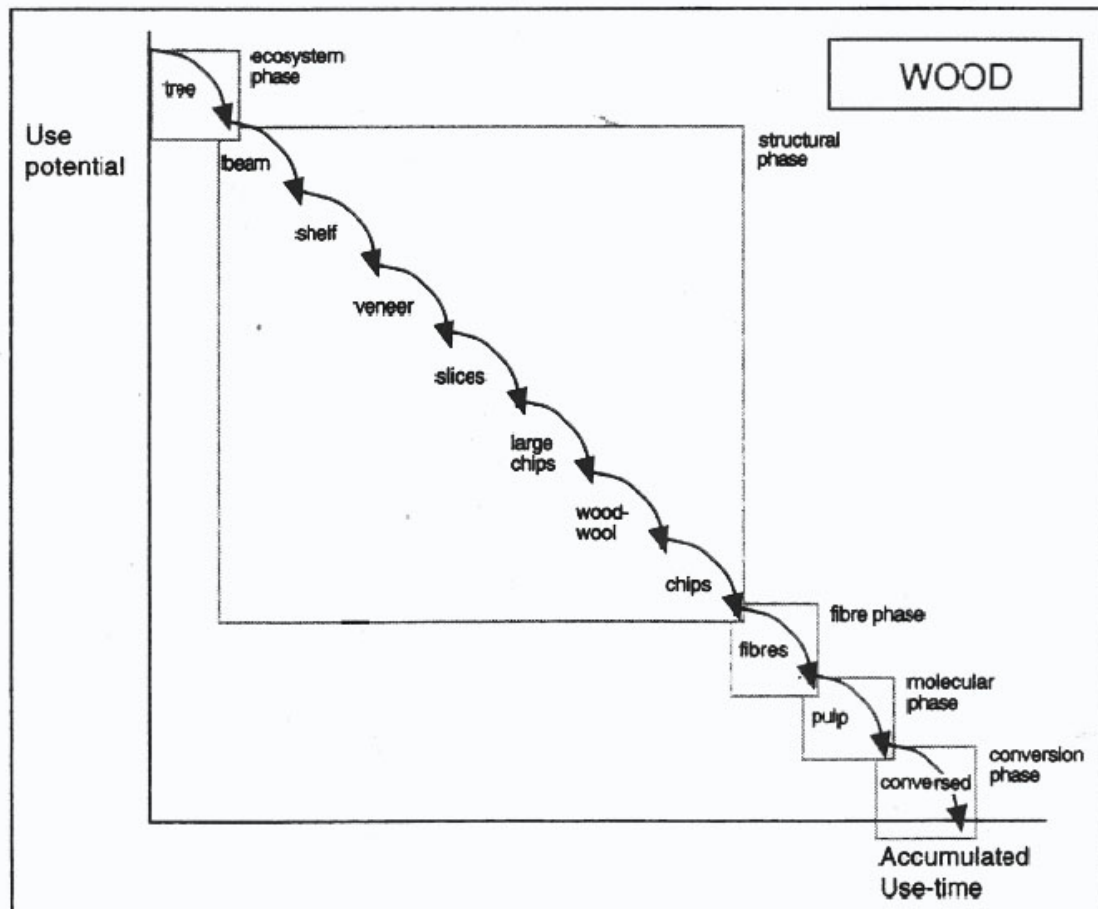 WOOD
ecosystem
phase
tree
Use
potential
structural
phase
beam
shelf
veneer
slices
large
chips
wood-
wool
chips
fibre phase
fibres
molecular
phase
pulp
conversion
phase
conversed
Accumulated
Use-time